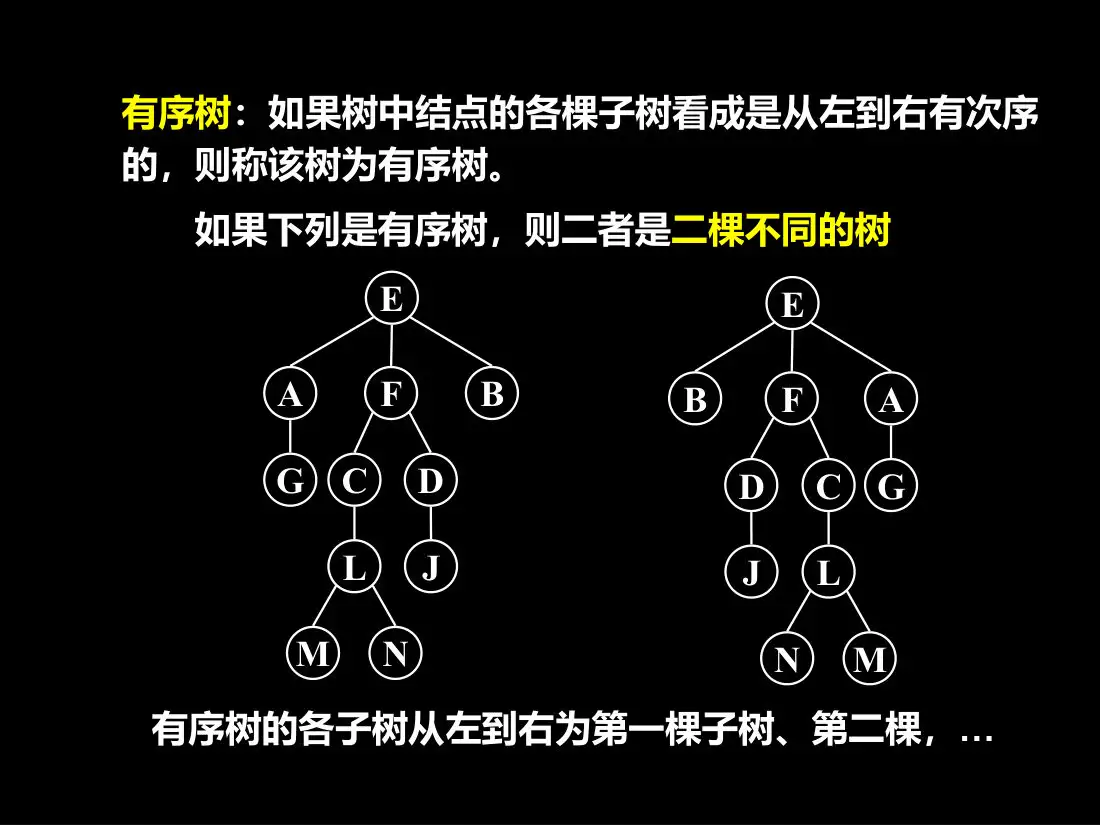 有序树：如果树中结点的各棵子树看成是从左到右有次序
的，则称该树为有序树。
如果下列是有序树，则二者是二棵不同的树
E E
A F B B F A
G C D D C G
L J J L
M N N M
有序树的各子树从左到右为第一棵子树、第二棵，…